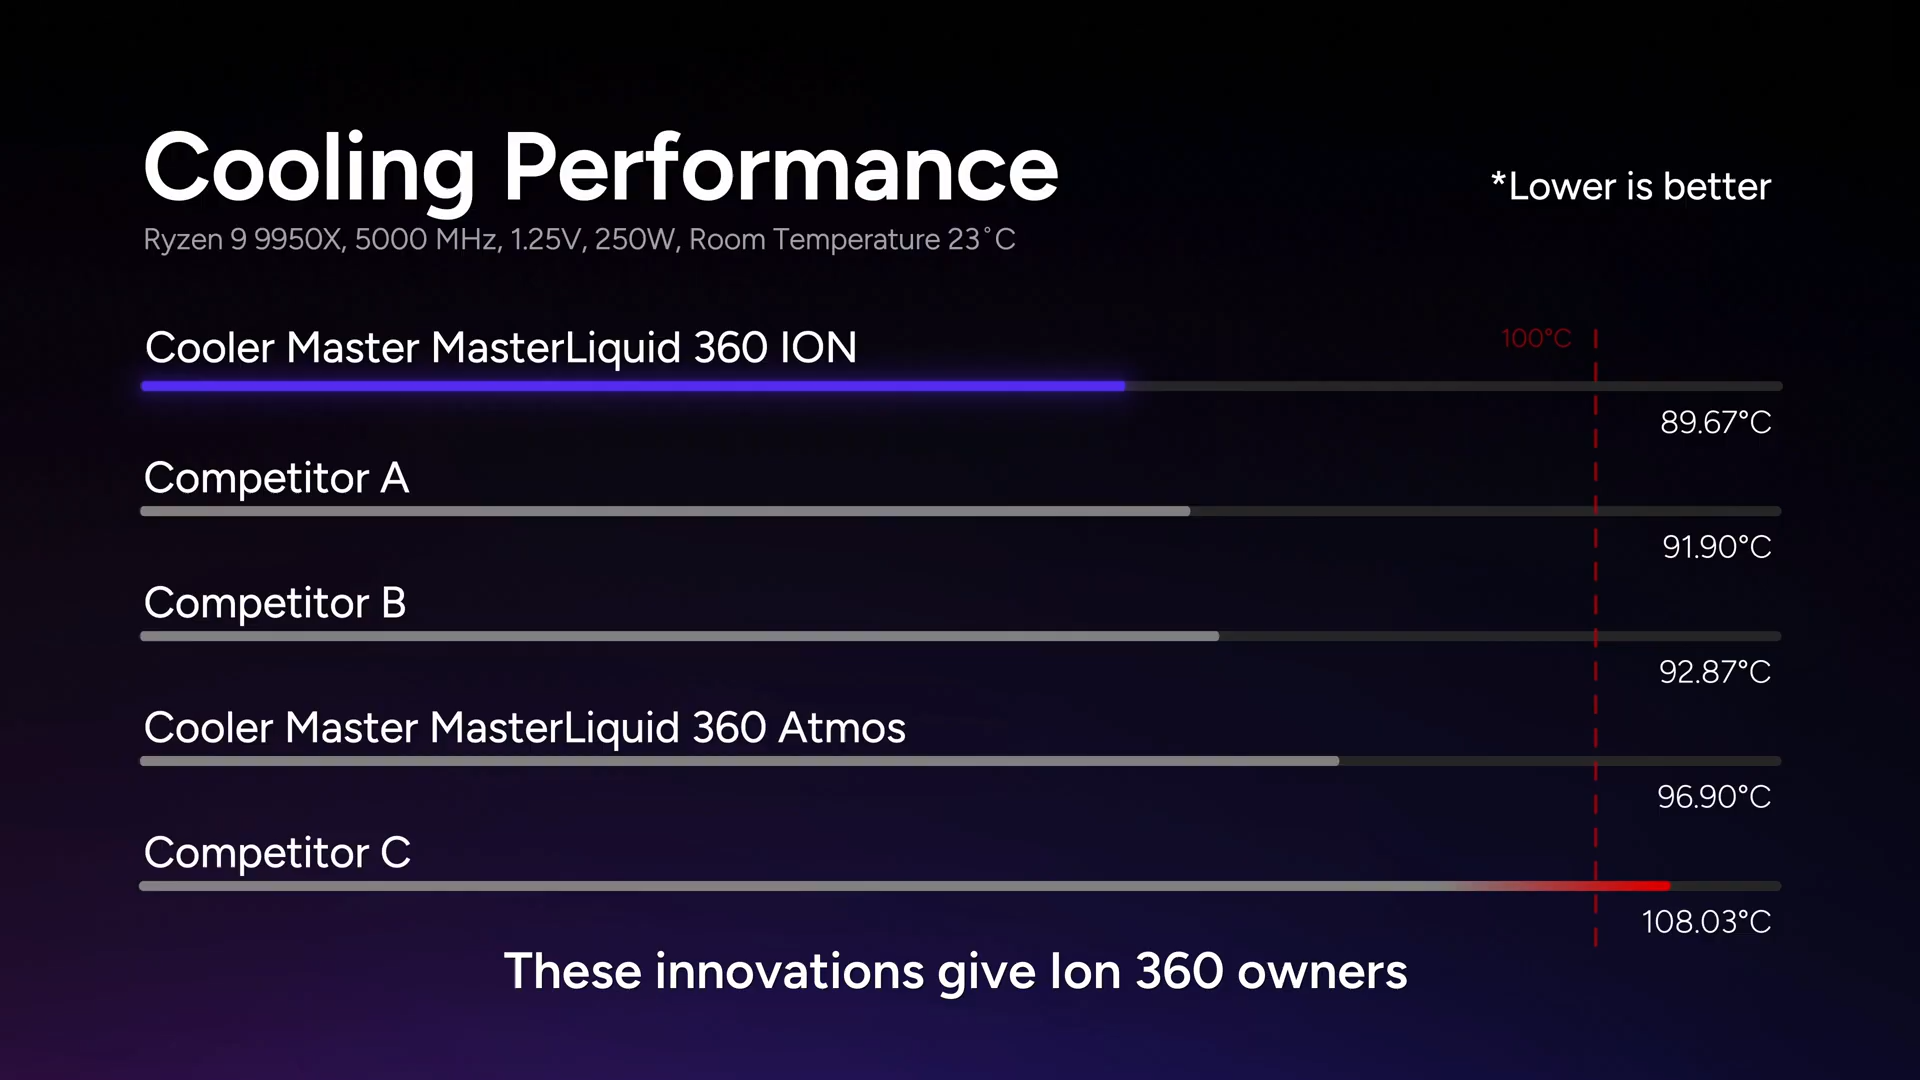 Cooling Performance
*Lower is better
Ryzen 9 9950X, 5000 MHz, 1.25V, 250W, Room Temperature 23°C
Cooler Master MasterLiquid 360 ION
100°C
89.67°C
Competitor A
91.90°C
Competitor B
92.87°C
Cooler Master MasterLiquid 360 Atmos
96.90°C
Competitor C
108.03°C
These innovations give Ion 360 owners